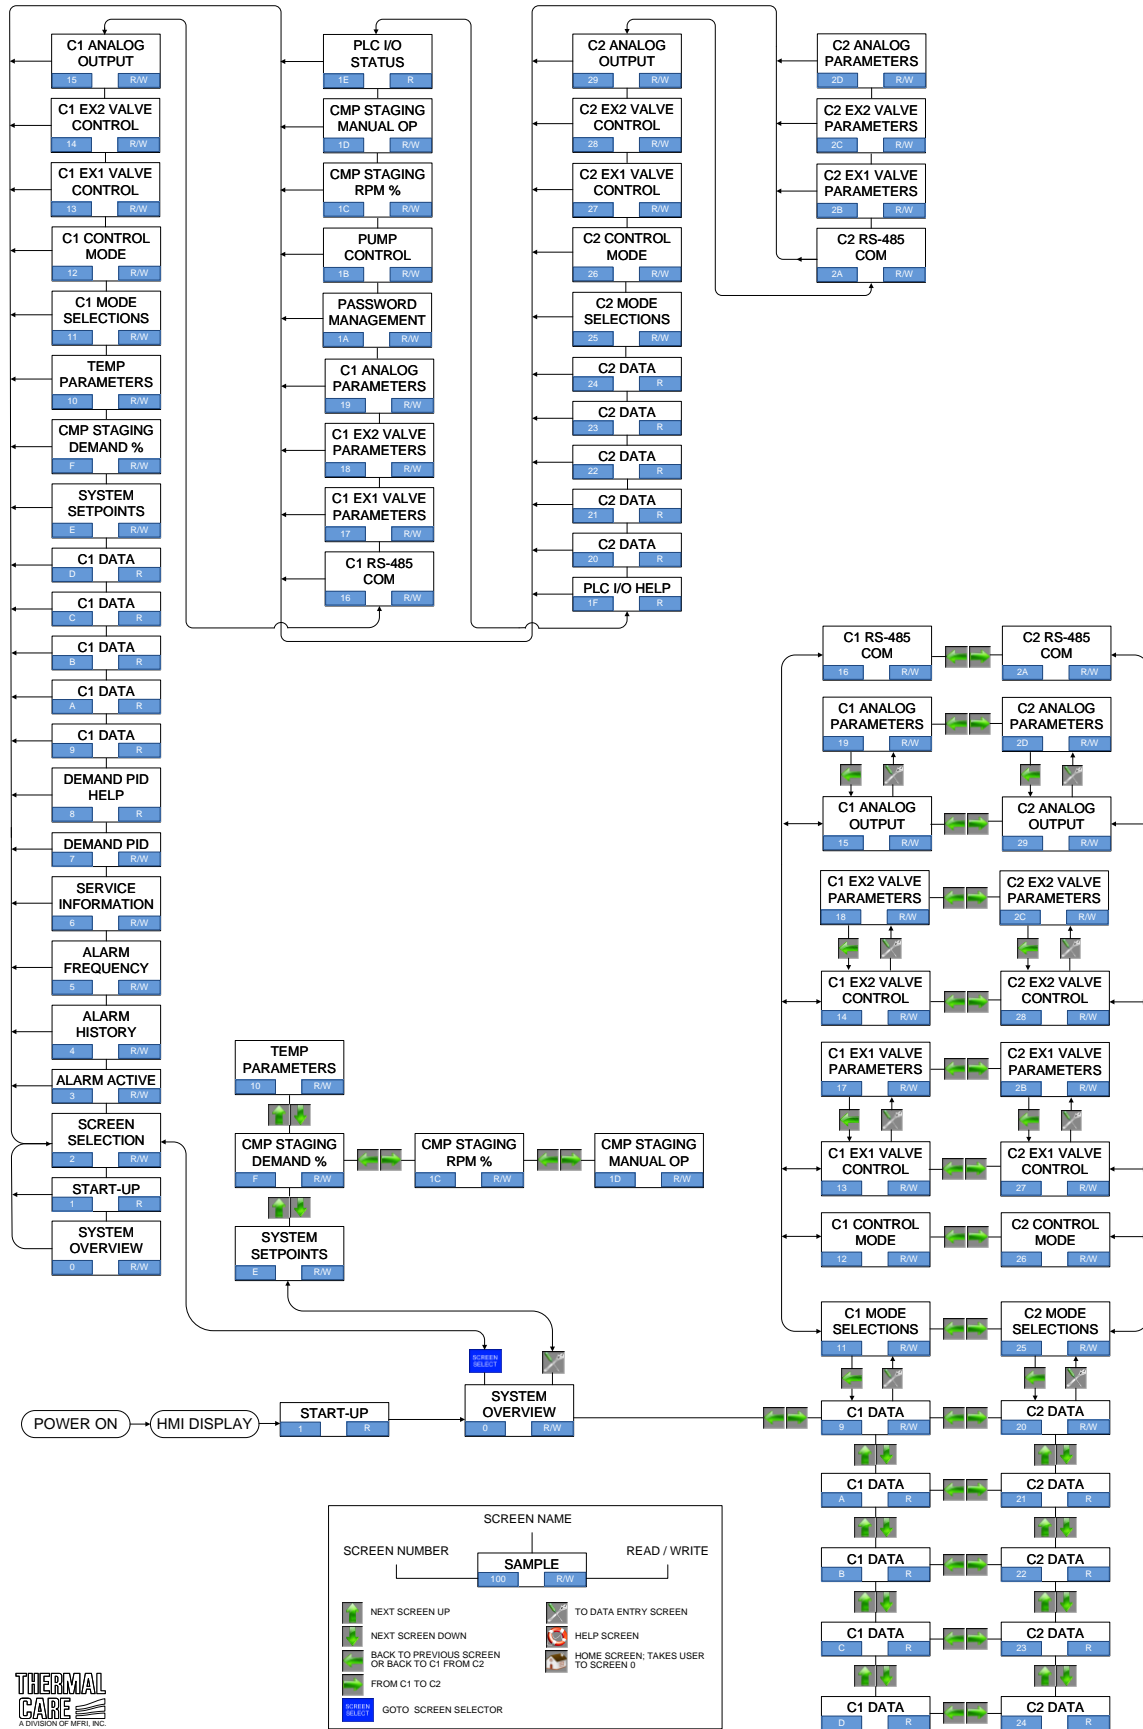 C1 ANALOG
OUTPUT
15 R/W
C1 EX2 VALVE
CONTROL
14 R/W
C1 EX1 VALVE
CONTROL
13 R/W
C1 CONTROL
MODE
12 R/W
C1 MODE
SELECTIONS
11 R/W
TEMP
PARAMETERS
10 R/W
CMP STAGING
DEMAND %
F R/W
SYSTEM
SETPOINTS
E R/W
C1 DATA
D R
C1 DATA
C R
C1 DATA
B R
C1 DATA
A R
C1 DATA
9 R
DEMAND PID
HELP
8 R
DEMAND PID
7 R/W
SERVICE
INFORMATION
6 R/W
ALARM
FREQUENCY
5 R/W
ALARM
HISTORY
4 R/W
ALARM ACTIVE
3 R/W
SCREEN
SELECTION
2 R/W
START-UP
1 R
SYSTEM
OVERVIEW
0 R/W
PLC I/O
STATUS
1E R
CMP STAGING
MANUAL OP
1D R/W
CMP STAGING
RPM %
1C R/W
PUMP
CONTROL
1B R/W
PASSWORD
MANAGEMENT
1A R/W
C1 ANALOG
PARAMETERS
19 R/W
C1 EX2 VALVE
PARAMETERS
18 R/W
C1 EX1 VALVE
PARAMETERS
17 R/W
C1 RS-485
COM
16 R/W
C2 ANALOG
OUTPUT
29 R/W
C2 EX2 VALVE
CONTROL
28 R/W
C2 EX1 VALVE
CONTROL
27 R/W
C2 CONTROL
MODE
26 R/W
C2 MODE
SELECTIONS
25 R/W
C2 DATA
24 R
C2 DATA
23 R
C2 DATA
22 R
C2 DATA
21 R
C2 DATA
20 R
PLC I/O HELP
1F R
C2 ANALOG
PARAMETERS
2D R/W
C2 EX2 VALVE
PARAMETERS
2C R/W
C2 EX1 VALVE
PARAMETERS
2B R/W
C2 RS-485
COM
2A R/W
TEMP
PARAMETERS
10 R/W
CMP STAGING
DEMAND %
F R/W
CMP STAGING
RPM %
1C R/W
CMP STAGING
MANUAL OP
1D R/W
SYSTEM
SETPOINTS
E R/W
SCREEN
SELECT
POWER ON
HMI DISPLAY
START-UP
1 R
SYSTEM
OVERVIEW
0 R/W
C1 RS-485
COM
16 R/W
C2 RS-485
COM
2A R/W
C1 ANALOG
PARAMETERS
19 R/W
C2 ANALOG
PARAMETERS
2D R/W
C1 ANALOG
OUTPUT
15 R/W
C2 ANALOG
OUTPUT
29 R/W
C1 EX2 VALVE
PARAMETERS
18 R/W
C2 EX2 VALVE
PARAMETERS
2C R/W
C1 EX2 VALVE
CONTROL
14 R/W
C2 EX2 VALVE
CONTROL
28 R/W
C1 EX1 VALVE
PARAMETERS
17 R/W
C2 EX1 VALVE
PARAMETERS
2B R/W
C1 EX1 VALVE
CONTROL
13 R/W
C2 EX1 VALVE
CONTROL
27 R/W
C1 CONTROL
MODE
12 R/W
C2 CONTROL
MODE
26 R/W
C1 MODE
SELECTIONS
11 R/W
C2 MODE
SELECTIONS
25 R/W
C1 DATA
9 R/W
C2 DATA
20 R/W
C1 DATA
A R
C2 DATA
21 R
C1 DATA
B R
C2 DATA
22 R
C1 DATA
C R
C2 DATA
23 R
C1 DATA
D R
C2 DATA
24 R
SCREEN NAME
SCREEN NUMBER
READ / WRITE
SAMPLE
100 R/W
NEXT SCREEN UP
NEXT SCREEN DOWN
BACK TO PREVIOUS SCREEN
OR BACK TO C1 FROM C2
FROM C1 TO C2
SCREEN
SELECT
GOTO SCREEN SELECTOR
TO DATA ENTRY SCREEN
HELP SCREEN
HOME SCREEN; TAKES USER
TO SCREEN 0
THERMAL
CARE
A DIVISION OF MFRI, INC.